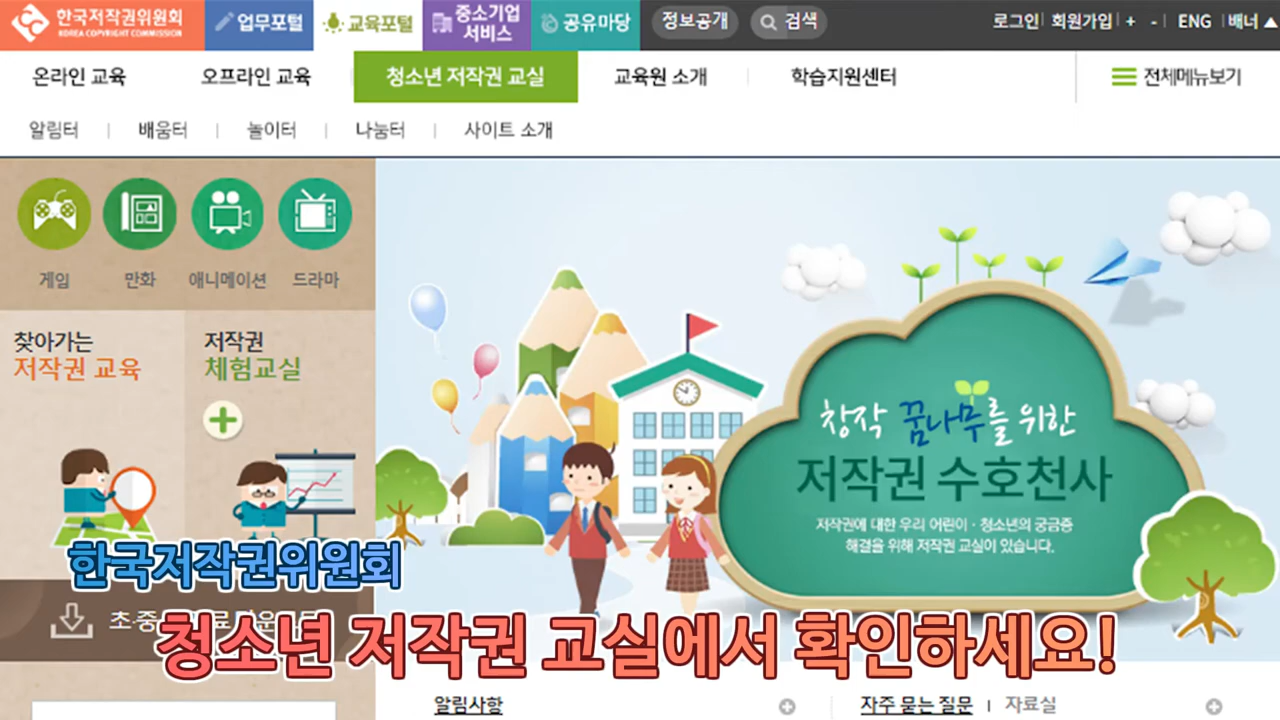 한국저작권위원회
KOREA COPYRIGHT COMMISSION
업무포털
교육포털
중소기업
서비스
공유마당
정보공개
검색
로그인
회원가입
+
-
ENG
배너 ▲
온라인 교육
오프라인 교육
청소년 저작권 교실
교육원 소개
학습지원센터
전체메뉴보기
알림터
배움터
놀이터
나눔터
사이트 소개
게임
만화
애니메이션
드라마
찾아가는
저작권 교육
저작권
체험교실
창작 꿈나무를 위한
저작권 수호천사
저작권에 대한 우리 어린이 · 청소년의 궁금증
해결을 위해 저작권 교실이 있습니다.
한국저작권위원회
초·중
청소년 저작권 교실에서 확인하세요!
알림사항
자주 묻는 질문
자료실